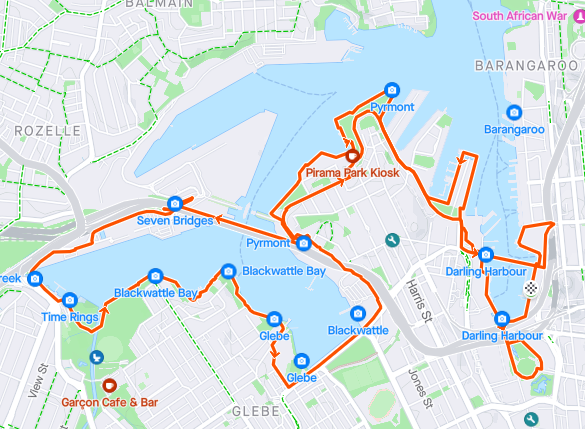 BALMAIN
South African War
BARANGAROO
Pyrmont
ROZELLE
Barangaroo
Pirama Park Kiosk
Seven Bridges
Pyrmont
reek
Blackwattle Bay
Darling Harbour
Blackwattle Bay
Harris St
Time Rings
Glebe
Blackwattle
Darling Harbour
View St
Glebe
Jones St
Garçon Cafe & Bar
GLEBE